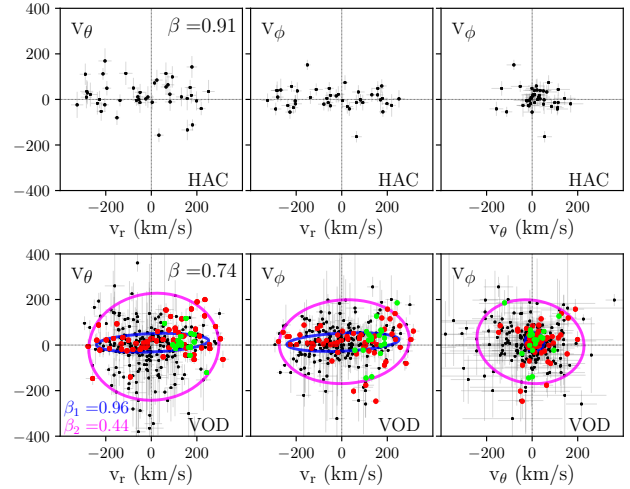 400
200
0
−200
−400
v_θ
β = 0.91
HAC
v_ϕ
HAC
v_ϕ
HAC
−200 0 200
v_r (km/s)
−200 0 200
v_r (km/s)
−200 0 200
v_θ (km/s)
400
200
0
−200
−400
v_θ
β = 0.74
β_1 = 0.96
β_2 = 0.44
VOD
v_ϕ
VOD
v_ϕ
VOD
−200 0 200
v_r (km/s)
−200 0 200
v_r (km/s)
−200 0 200
v_θ (km/s)